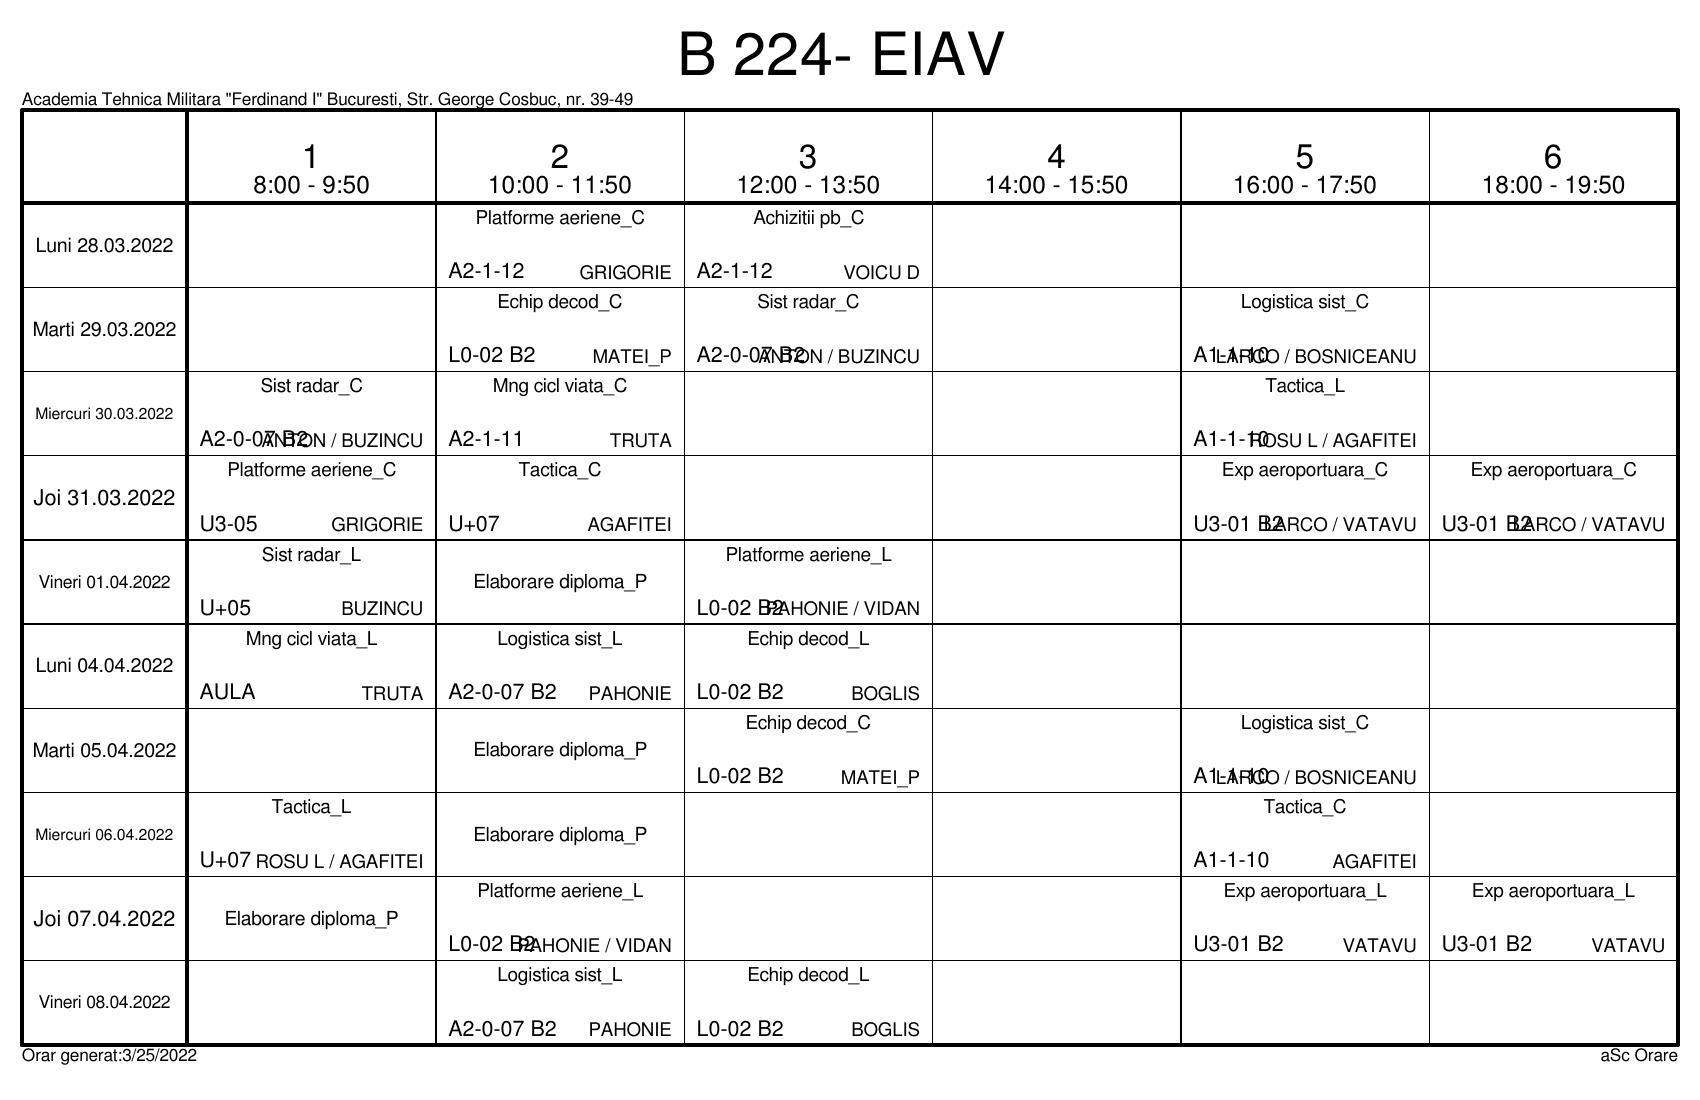 B 224- EIAV
Academia Tehnica Militara "Ferdinand I" Bucuresti, Str. George Cosbuc, nr. 39-49
1 2 3 4 5 6
8:00 - 9:50 10:00 - 11:50 12:00 - 13:50 14:00 - 15:50 16:00 - 17:50 18:00 - 19:50
Platforme aeriene_C Achizitii pb_C
Luni 28.03.2022
A2-1-12 GRIGORIE A2-1-12 VOICU D
Echip decod_C Sist radar_C Logistica sist_C
Marti 29.03.2022
L0-02 B2 MATEI_P A2-0-07 B2 ANTON / BUZINCU A1-1-10 LARCO / BOSNICEANU
Sist radar_C Mng cicl viata_C Tactica_L
Miercuri 30.03.2022
A2-0-07 B2 ANTON / BUZINCU A2-1-11 TRUTA A1-1-10 ROSU L / AGAFITEI
Platforme aeriene_C Tactica_C Exp aeroportuara_C Exp aeroportuara_C
Joi 31.03.2022
U3-05 GRIGORIE U+07 AGAFITEI U3-01 B2 LARCO / VATAVU U3-01 B2 LARCO / VATAVU
Sist radar_L Platforme aeriene_L
Vineri 01.04.2022 Elaborare diploma_P
U+05 BUZINCU L0-02 B2 PAHONIE / VIDAN
Mng cicl viata_L Logistica sist_L Echip decod_L
Luni 04.04.2022
AULA TRUTA A2-0-07 B2 PAHONIE L0-02 B2 BOGLIS
Echip decod_C Logistica sist_C
Marti 05.04.2022 Elaborare diploma_P
L0-02 B2 MATEI_P A1-1-10 LARCO / BOSNICEANU
Tactica_L Tactica_C
Miercuri 06.04.2022 Elaborare diploma_P
U+07 ROSU L / AGAFITEI A1-1-10 AGAFITEI
Platforme aeriene_L Exp aeroportuara_L Exp aeroportuara_L
Joi 07.04.2022 Elaborare diploma_P
L0-02 B2 PAHONIE / VIDAN U3-01 B2 VATAVU U3-01 B2 VATAVU
Logistica sist_L Echip decod_L
Vineri 08.04.2022
A2-0-07 B2 PAHONIE L0-02 B2 BOGLIS
Orar generat:3/25/2022 aSc Orare